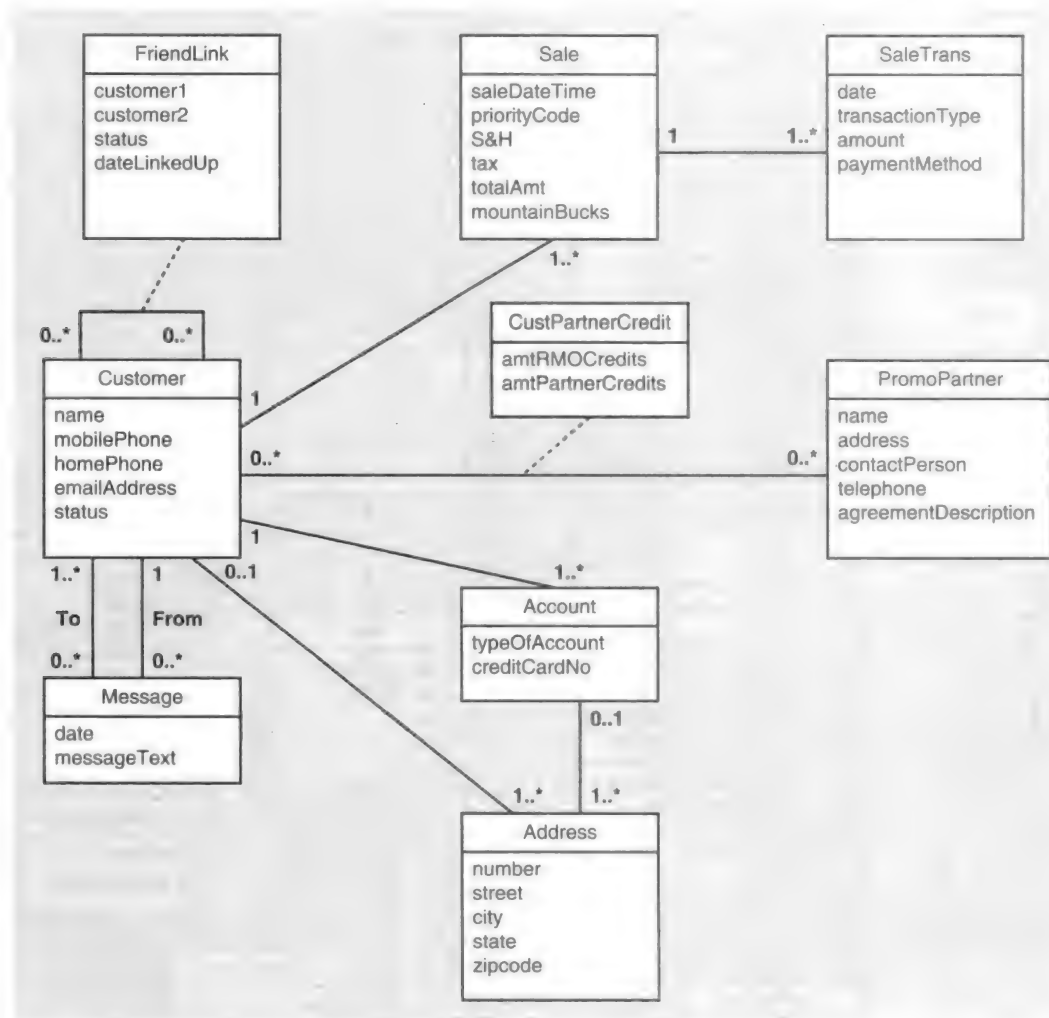 FriendLink
customer1
customer2
status
dateLinkedUp
Sale
saleDateTime
priorityCode
S&H
tax
totalAmt
mountainBucks
SaleTrans
date
transactionType
amount
paymentMethod
1
1..*
1..*
1
0..*
0..*
CustPartnerCredit
amtRMOCredits
amtPartnerCredits
Customer
name
mobilePhone
homePhone
emailAddress
status
0..*
0..*
PromoPartner
name
address
contactPerson
telephone
agreementDescription
1
1..*
0..1
1..*
1
To
From
0..*
0..*
Account
typeOfAccount
creditCardNo
0..1
1..*
1..*
Message
date
messageText
Address
number
street
city
state
zipcode